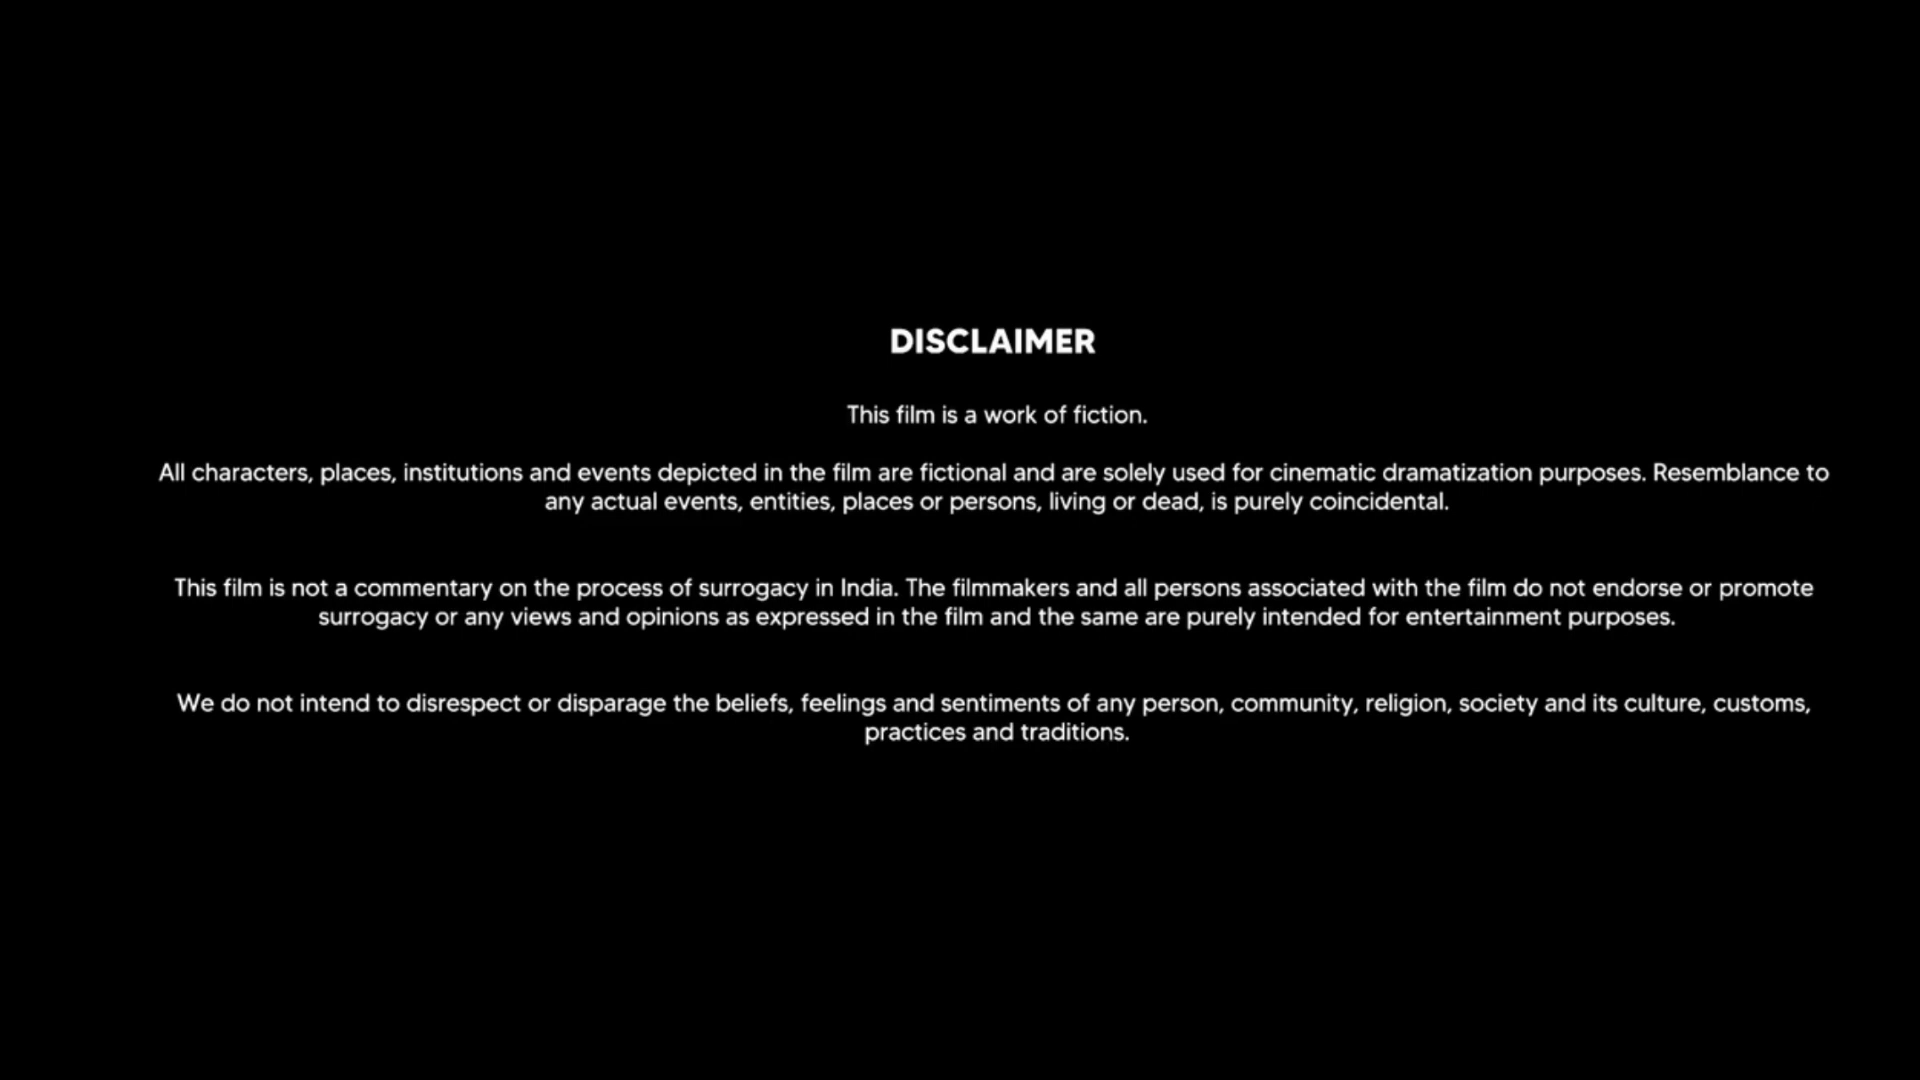 DISCLAIMER
This film is a work of fiction.
All characters, places, institutions and events depicted in the film are fictional and are solely used for cinematic dramatization purposes. Resemblance to
any actual events, entities, places or persons, living or dead, is purely coincidental.
This film is not a commentary on the process of surrogacy in India. The filmmakers and all persons associated with the film do not endorse or promote
surrogacy or any views and opinions as expressed in the film and the same are purely intended for entertainment purposes.
We do not intend to disrespect or disparage the beliefs, feelings and sentiments of any person, community, religion, society and its culture, customs,
practices and traditions.